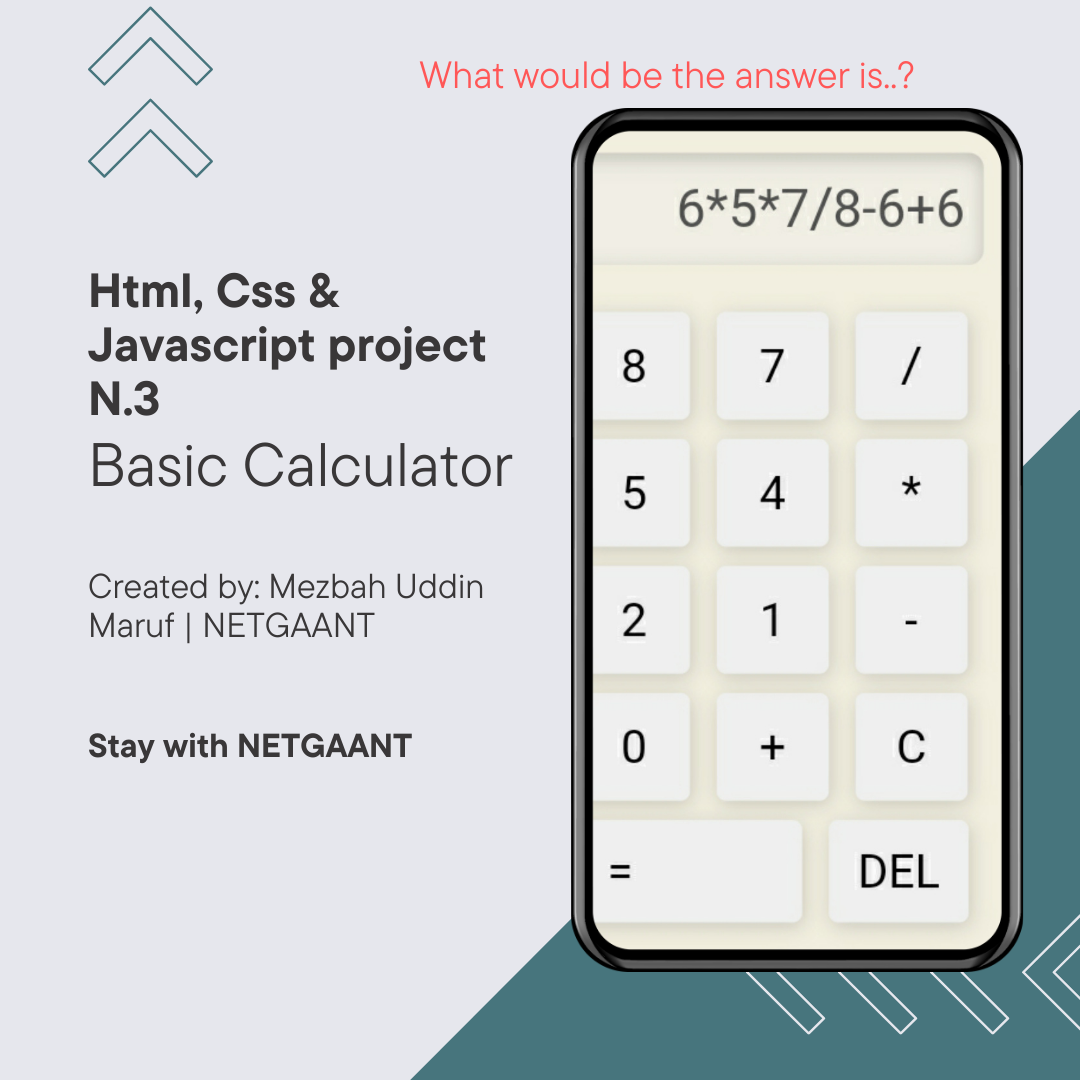 What would be the answer is..?
6*5*7/8-6+6
Html, Css &
Javascript project
N.3
Basic Calculator
Created by: Mezbah Uddin
Maruf | NETGAANT
Stay with NETGAANT
8 7 /
5 4 *
2 1 -
0 + C
= DEL